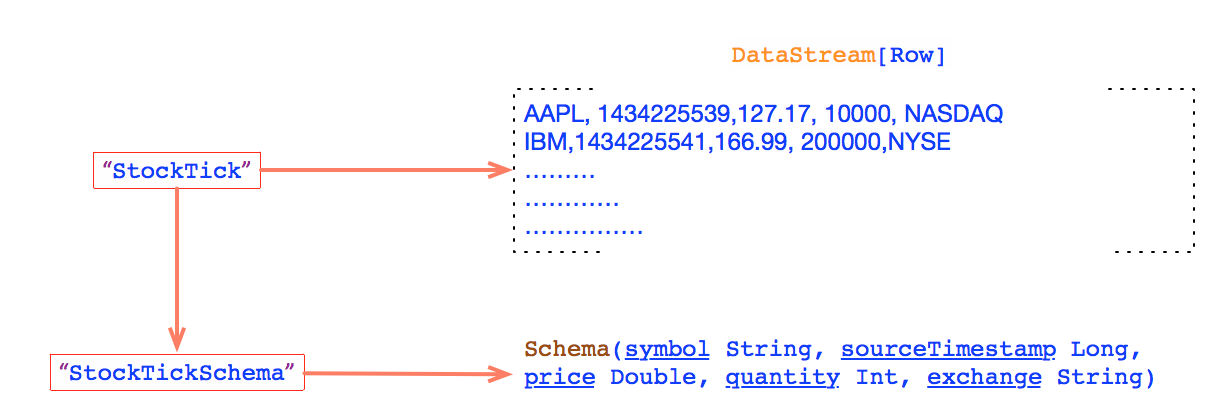 DataStream[Row]
AAPL, 1434225539,127.17, 10000, NASDAQ
IBM,1434225541,166.99, 200000,NYSE
.........
............
...............
“StockTick”
“StockTickSchema”
Schema(symbol String, sourceTimestamp Long,
price Double, quantity Int, exchange String)